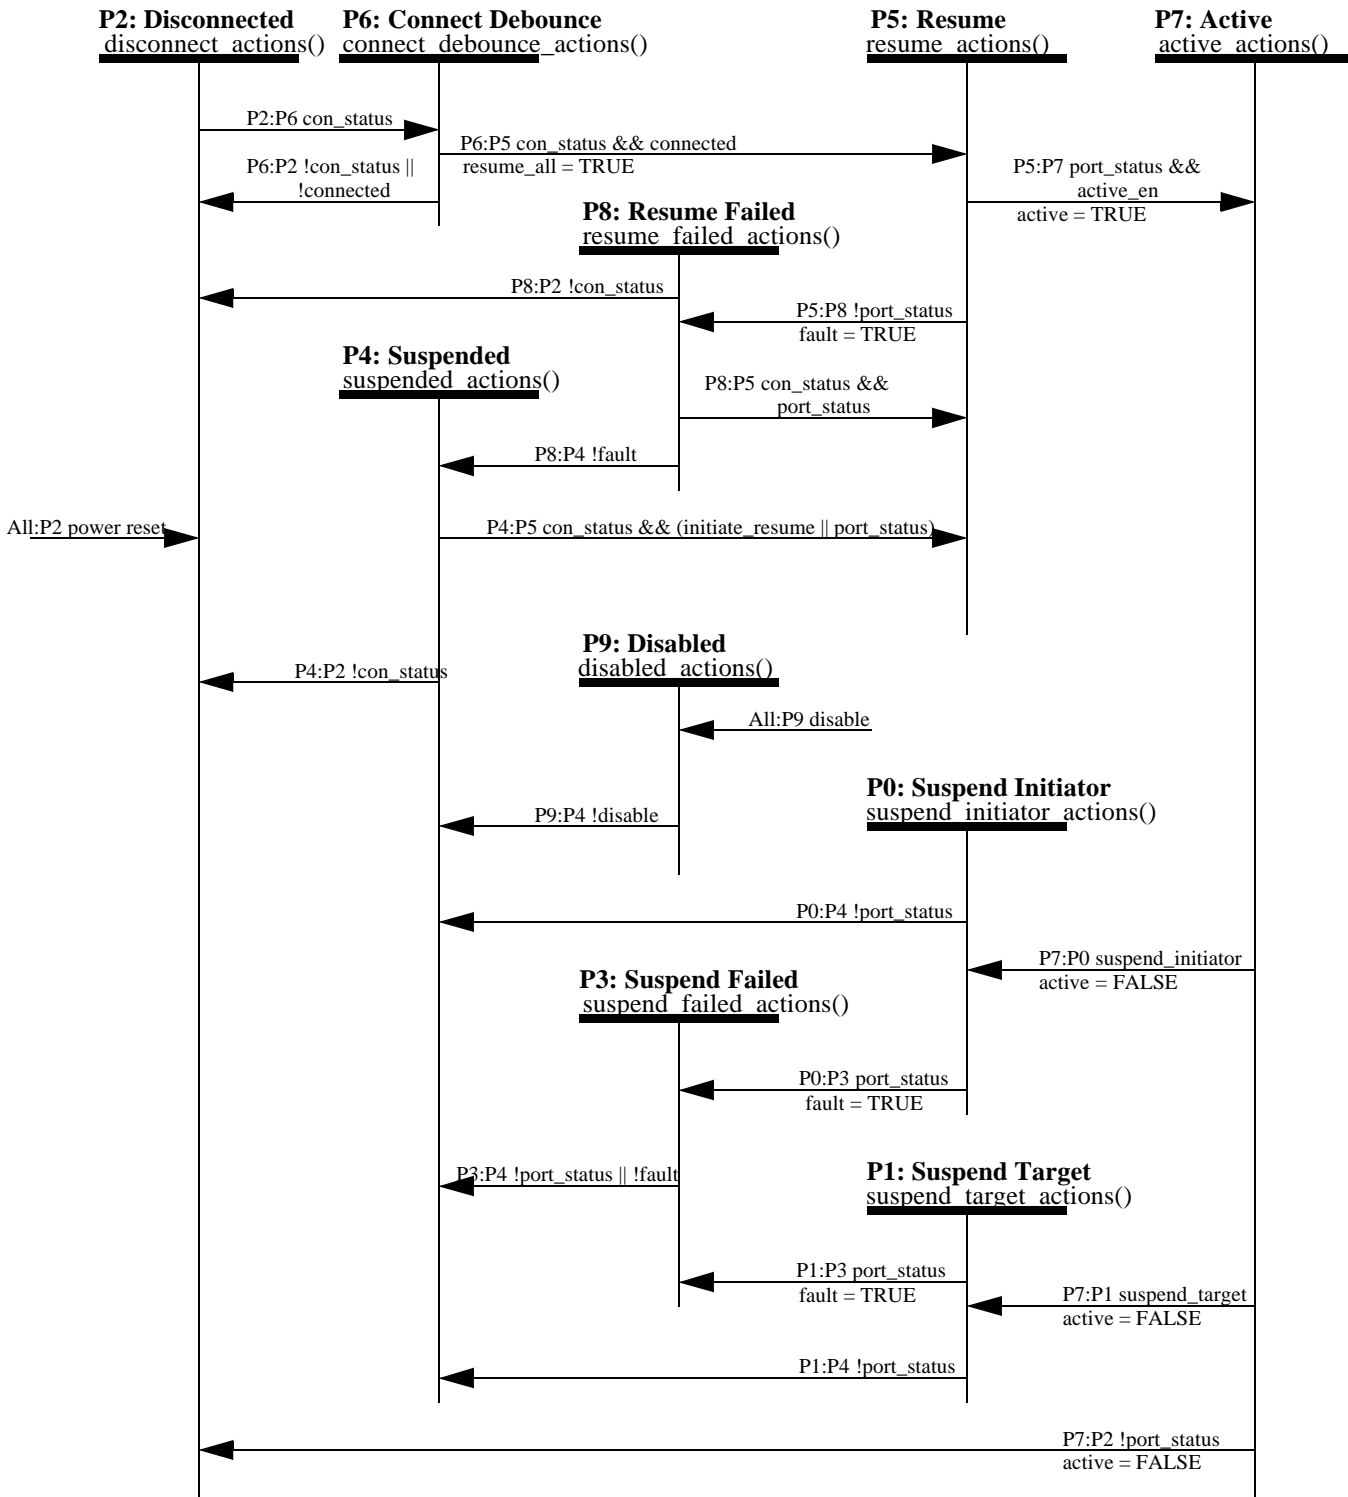 P2: Disconnected
disconnect_actions()
P6: Connect Debounce
connect_debounce_actions()
P5: Resume
resume_actions()
P7: Active
active_actions()
P2:P6 con_status
P6:P5 con_status && connected
resume_all = TRUE
P6:P2 !con_status ||
!connected
P5:P7 port_status &&
active_en
active = TRUE
P8: Resume Failed
resume_failed_actions()
P8:P2 !con_status
P5:P8 !port_status
fault = TRUE
P4: Suspended
suspended_actions()
P8:P5 con_status &&
port_status
P8:P4 !fault
All:P2 power reset
P4:P5 con_status && (initiate_resume || port_status)
P9: Disabled
disabled_actions()
P4:P2 !con_status
All:P9 disable
P0: Suspend Initiator
suspend_initiator_actions()
P9:P4 !disable
P0:P4 !port_status
P7:P0 suspend_initiator
active = FALSE
P3: Suspend Failed
suspend_failed_actions()
P0:P3 port_status
fault = TRUE
P3:P4 !port_status || !fault
P1: Suspend Target
suspend_target_actions()
P1:P3 port_status
fault = TRUE
P7:P1 suspend_target
active = FALSE
P1:P4 !port_status
P7:P2 !port_status
active = FALSE